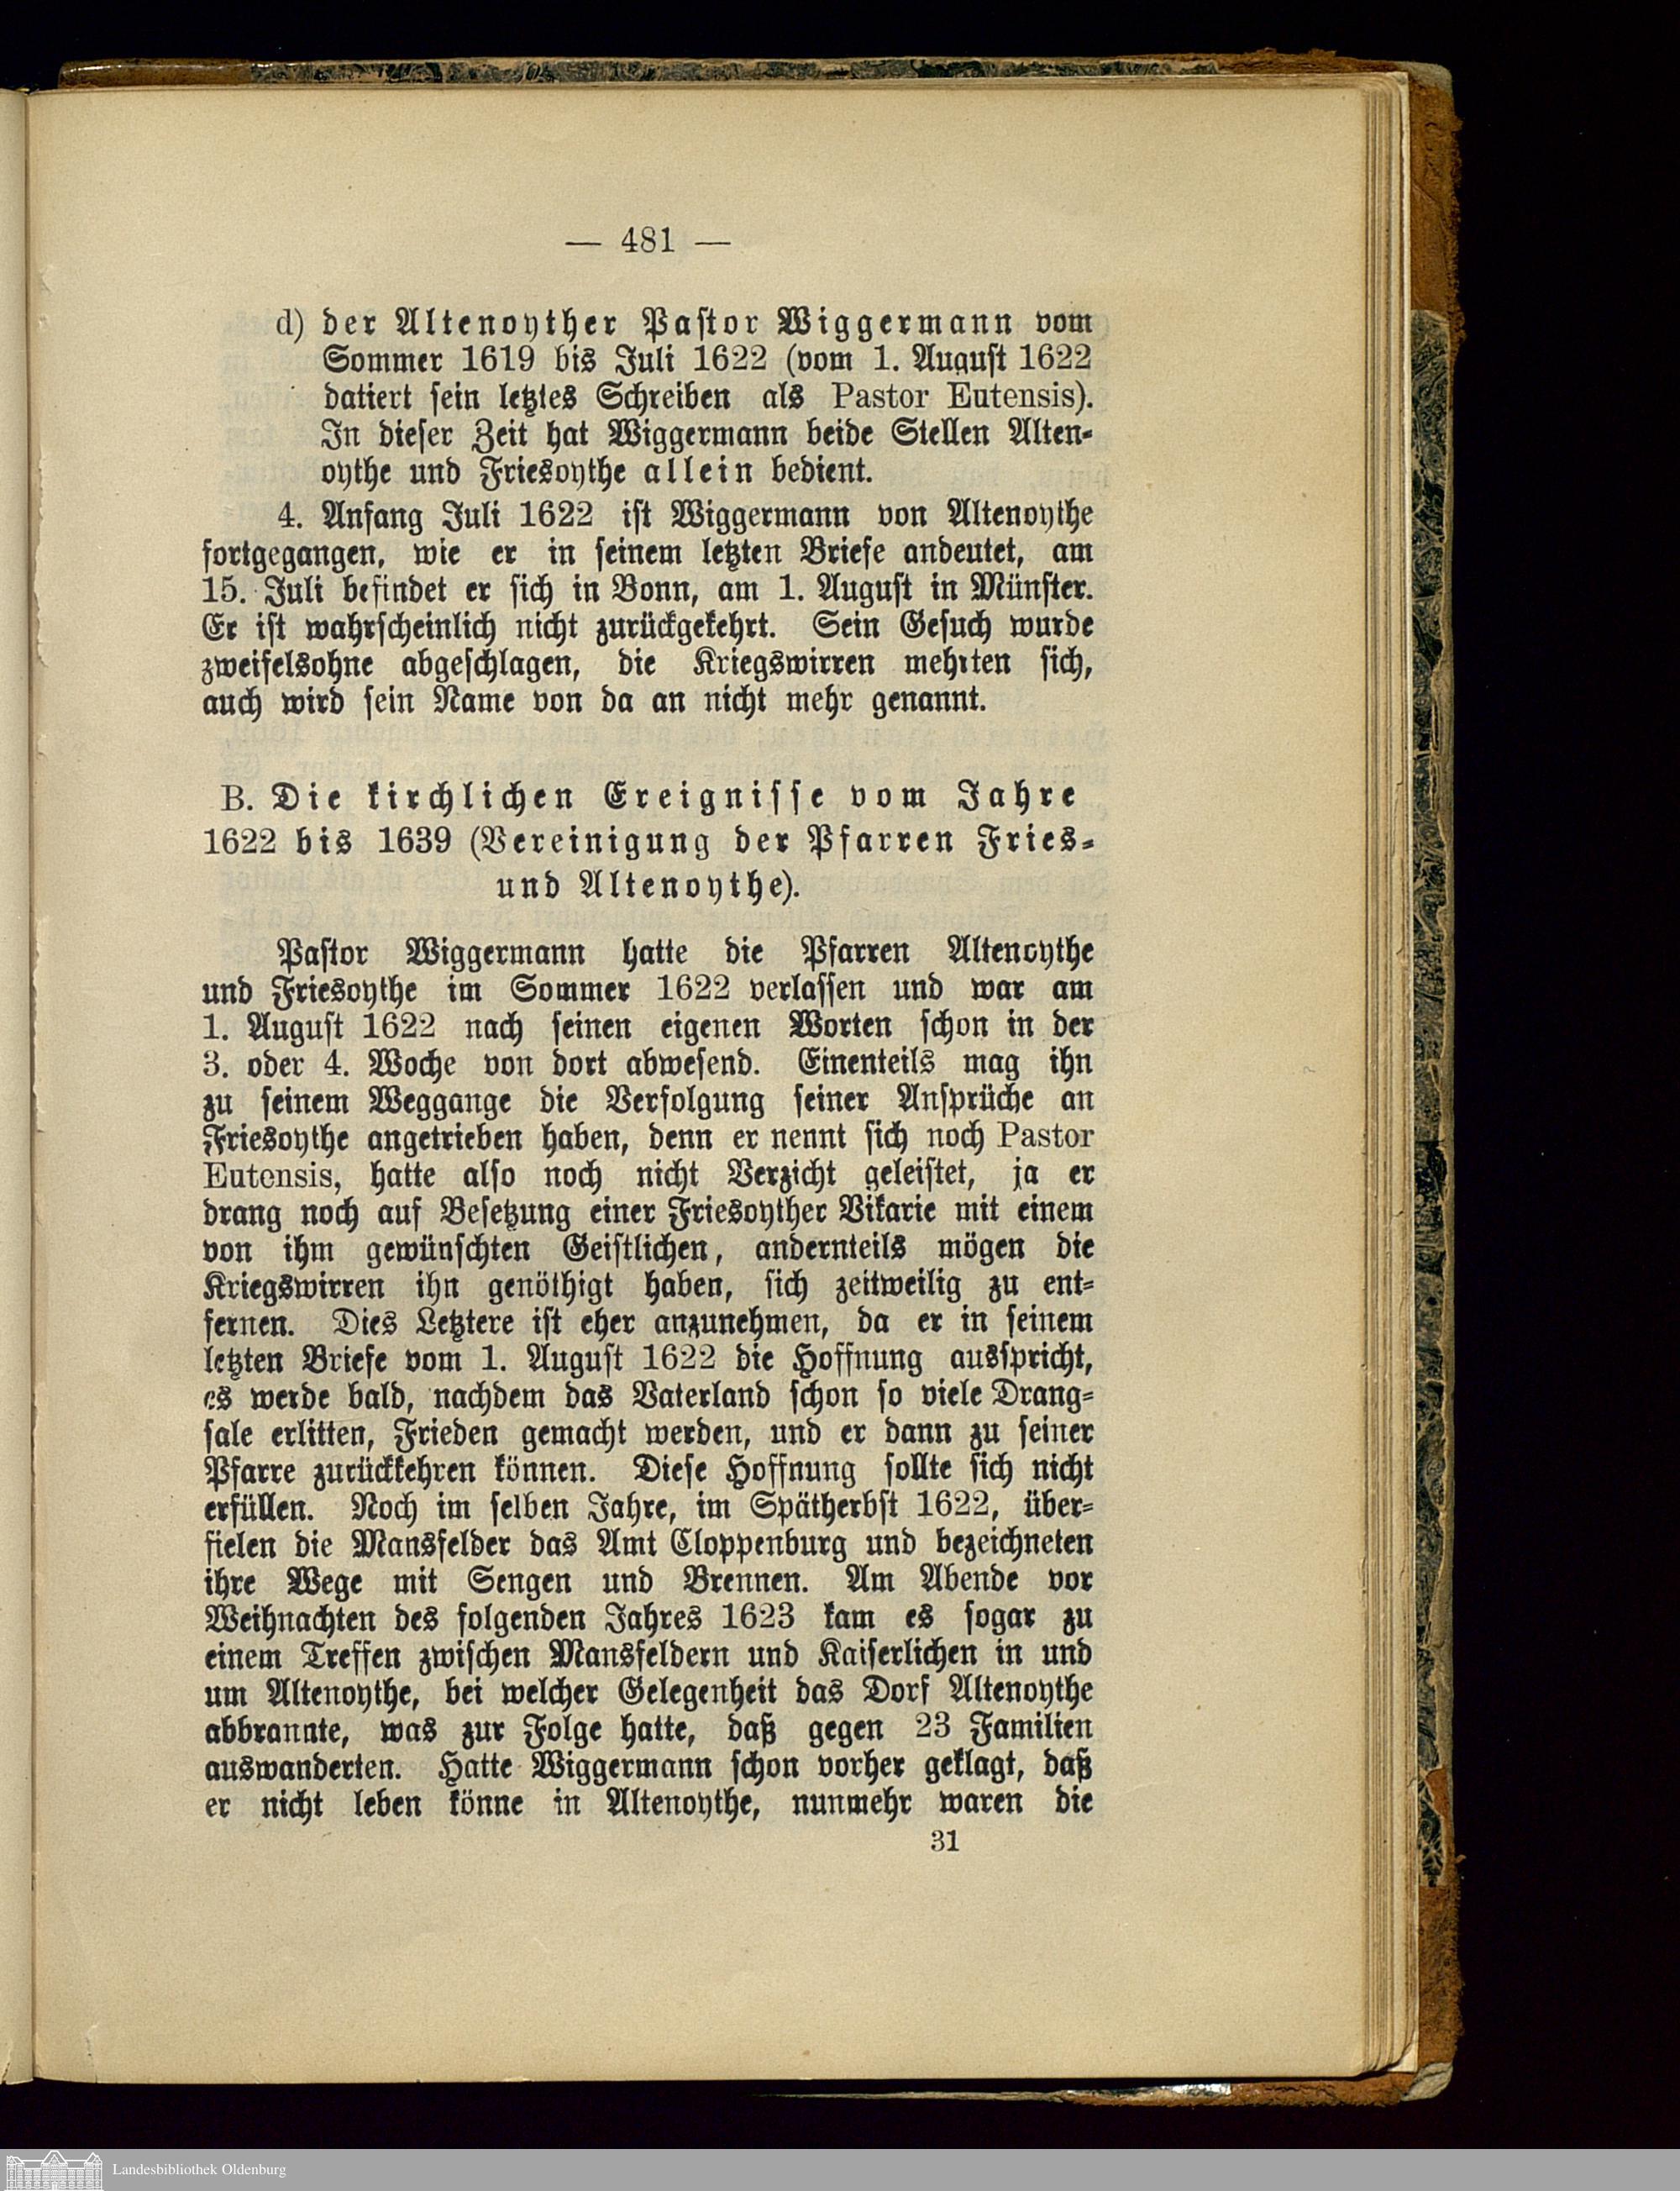 — 481 —
d) der Altenoyther Pastor Wiggermann vom
Sommer 1619 bis Juli 1622 (vom 1. August 1622
datiert sein letztes Schreiben als Pastor Eutensis).
In dieser Zeit hat Wiggermann beide Stellen Alten-
oythe und Friesoythe allein bedient.
4. Anfang Juli 1622 ist Wiggermann von Altenoythe
fortgegangen, wie er in seinem letzten Briefe andeutet, am
15. Juli befindet er sich in Bonn, am 1. August in Münster.
Er ist wahrscheinlich nicht zurückgekehrt. Sein Gesuch wurde
zweifelsohne abgeschlagen, die Kriegswirren mehrten sich,
auch wird sein Name von da an nicht mehr genannt.
B. Die kirchlichen Ereignisse vom Jahre
1622 bis 1639 (Vereinigung der Pfarren Fries-
und Altenoythe).
Pastor Wiggermann hatte die Pfarren Altenoythe
und Friesoythe im Sommer 1622 verlassen und war am
1. August 1622 nach seinen eigenen Worten schon in der
3. oder 4. Woche von dort abwesend. Einenteils mag ihn
zu seinem Weggange die Verfolgung seiner Ansprüche an
Friesoythe angetrieben haben, denn er nennt sich noch Pastor
Eutensis, hatte also noch nicht Verzicht geleistet, ja er
drang noch auf Besetzung einer Friesoyther Vikarie mit einem
von ihm gewünschten Geistlichen, andernteils mögen die
Kriegswirren ihn genöthigt haben, sich zeitweilig zu ent-
fernen. Dies Letztere ist eher anzunehmen, da er in seinem
letzten Briefe vom 1. August 1622 die Hoffnung ausspricht,
es werde bald, nachdem das Vaterland schon so viele Drang-
sale erlitten, Frieden gemacht werden, und er dann zu seiner
Pfarre zurückkehren können. Diese Hoffnung sollte sich nicht
erfüllen. Noch im selben Jahre, im Spätherbst 1622, über-
fielen die Mansfelder das Amt Cloppenburg und bezeichneten
ihre Wege mit Sengen und Brennen. Am Abende vor
Weihnachten des folgenden Jahres 1623 kam es sogar zu
einem Treffen zwischen Mansfeldern und Kaiserlichen in und
um Altenoythe, bei welcher Gelegenheit das Dorf Altenoythe
abbrannte, was zur Folge hatte, daß gegen 23 Familien
auswanderten. Hatte Wiggermann schon vorher geklagt, daß
er nicht leben könne in Altenoythe, nunmehr waren die
31
Landesbibliothek Oldenburg